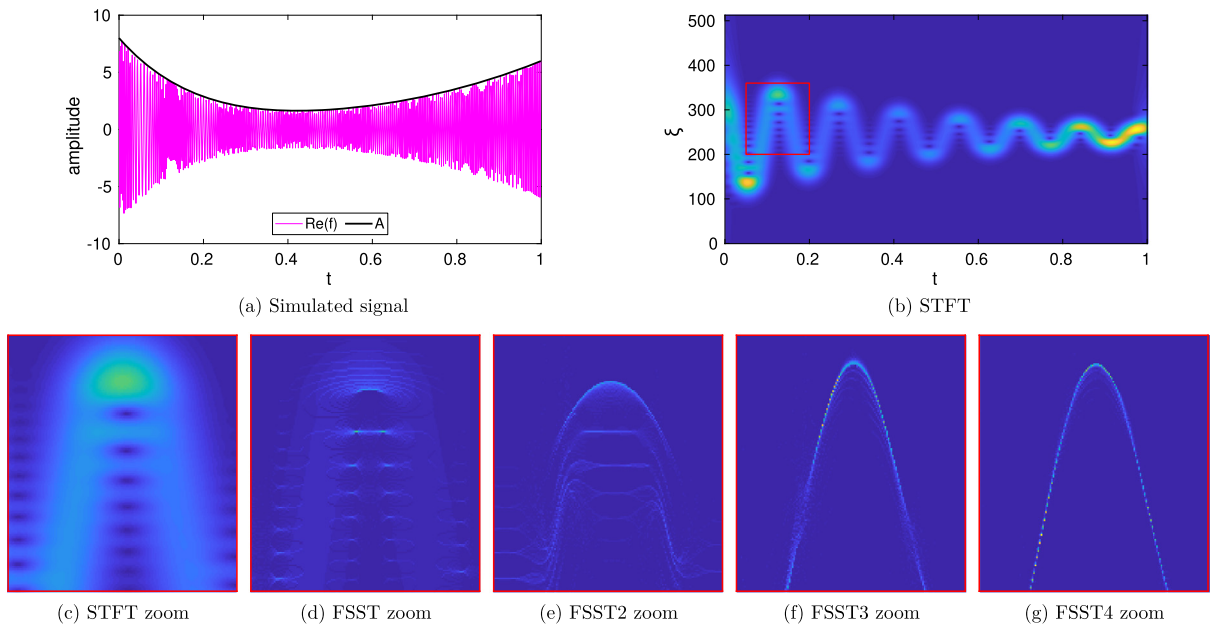 10
5
0
-5
-10
amplitude
Re(f) A
0 0.2 0.4 0.6 0.8 1
t
(a) Simulated signal
500
400
300
200
100
0
ξ
0 0.2 0.4 0.6 0.8 1
t
(b) STFT
(c) STFT zoom
(d) FSST zoom
(e) FSST2 zoom
(f) FSST3 zoom
(g) FSST4 zoom